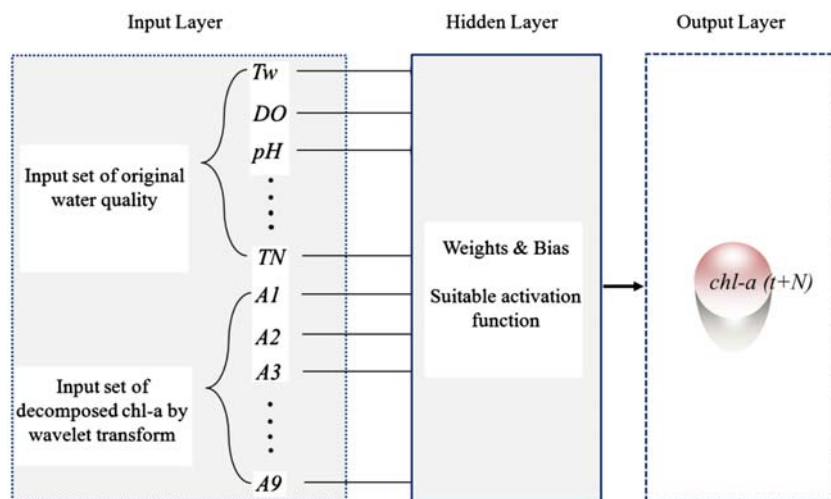 Input Layer
Hidden Layer
Output Layer
Tw
DO
pH
TN
Input set of original
water quality
A1
A2
A3
A9
Input set of
decomposed chl-a by
wavelet transform
Weights & Bias
Suitable activation
function
chl-a (t+N)